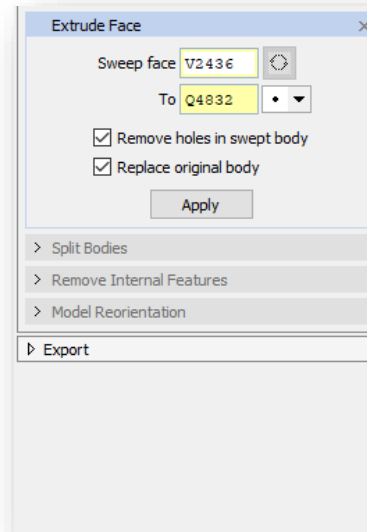 Extrude Face
Sweep face V2436
To Q4832
Remove holes in swept body
Replace original body
Apply
Split Bodies
Remove Internal Features
Model Reorientation
Export